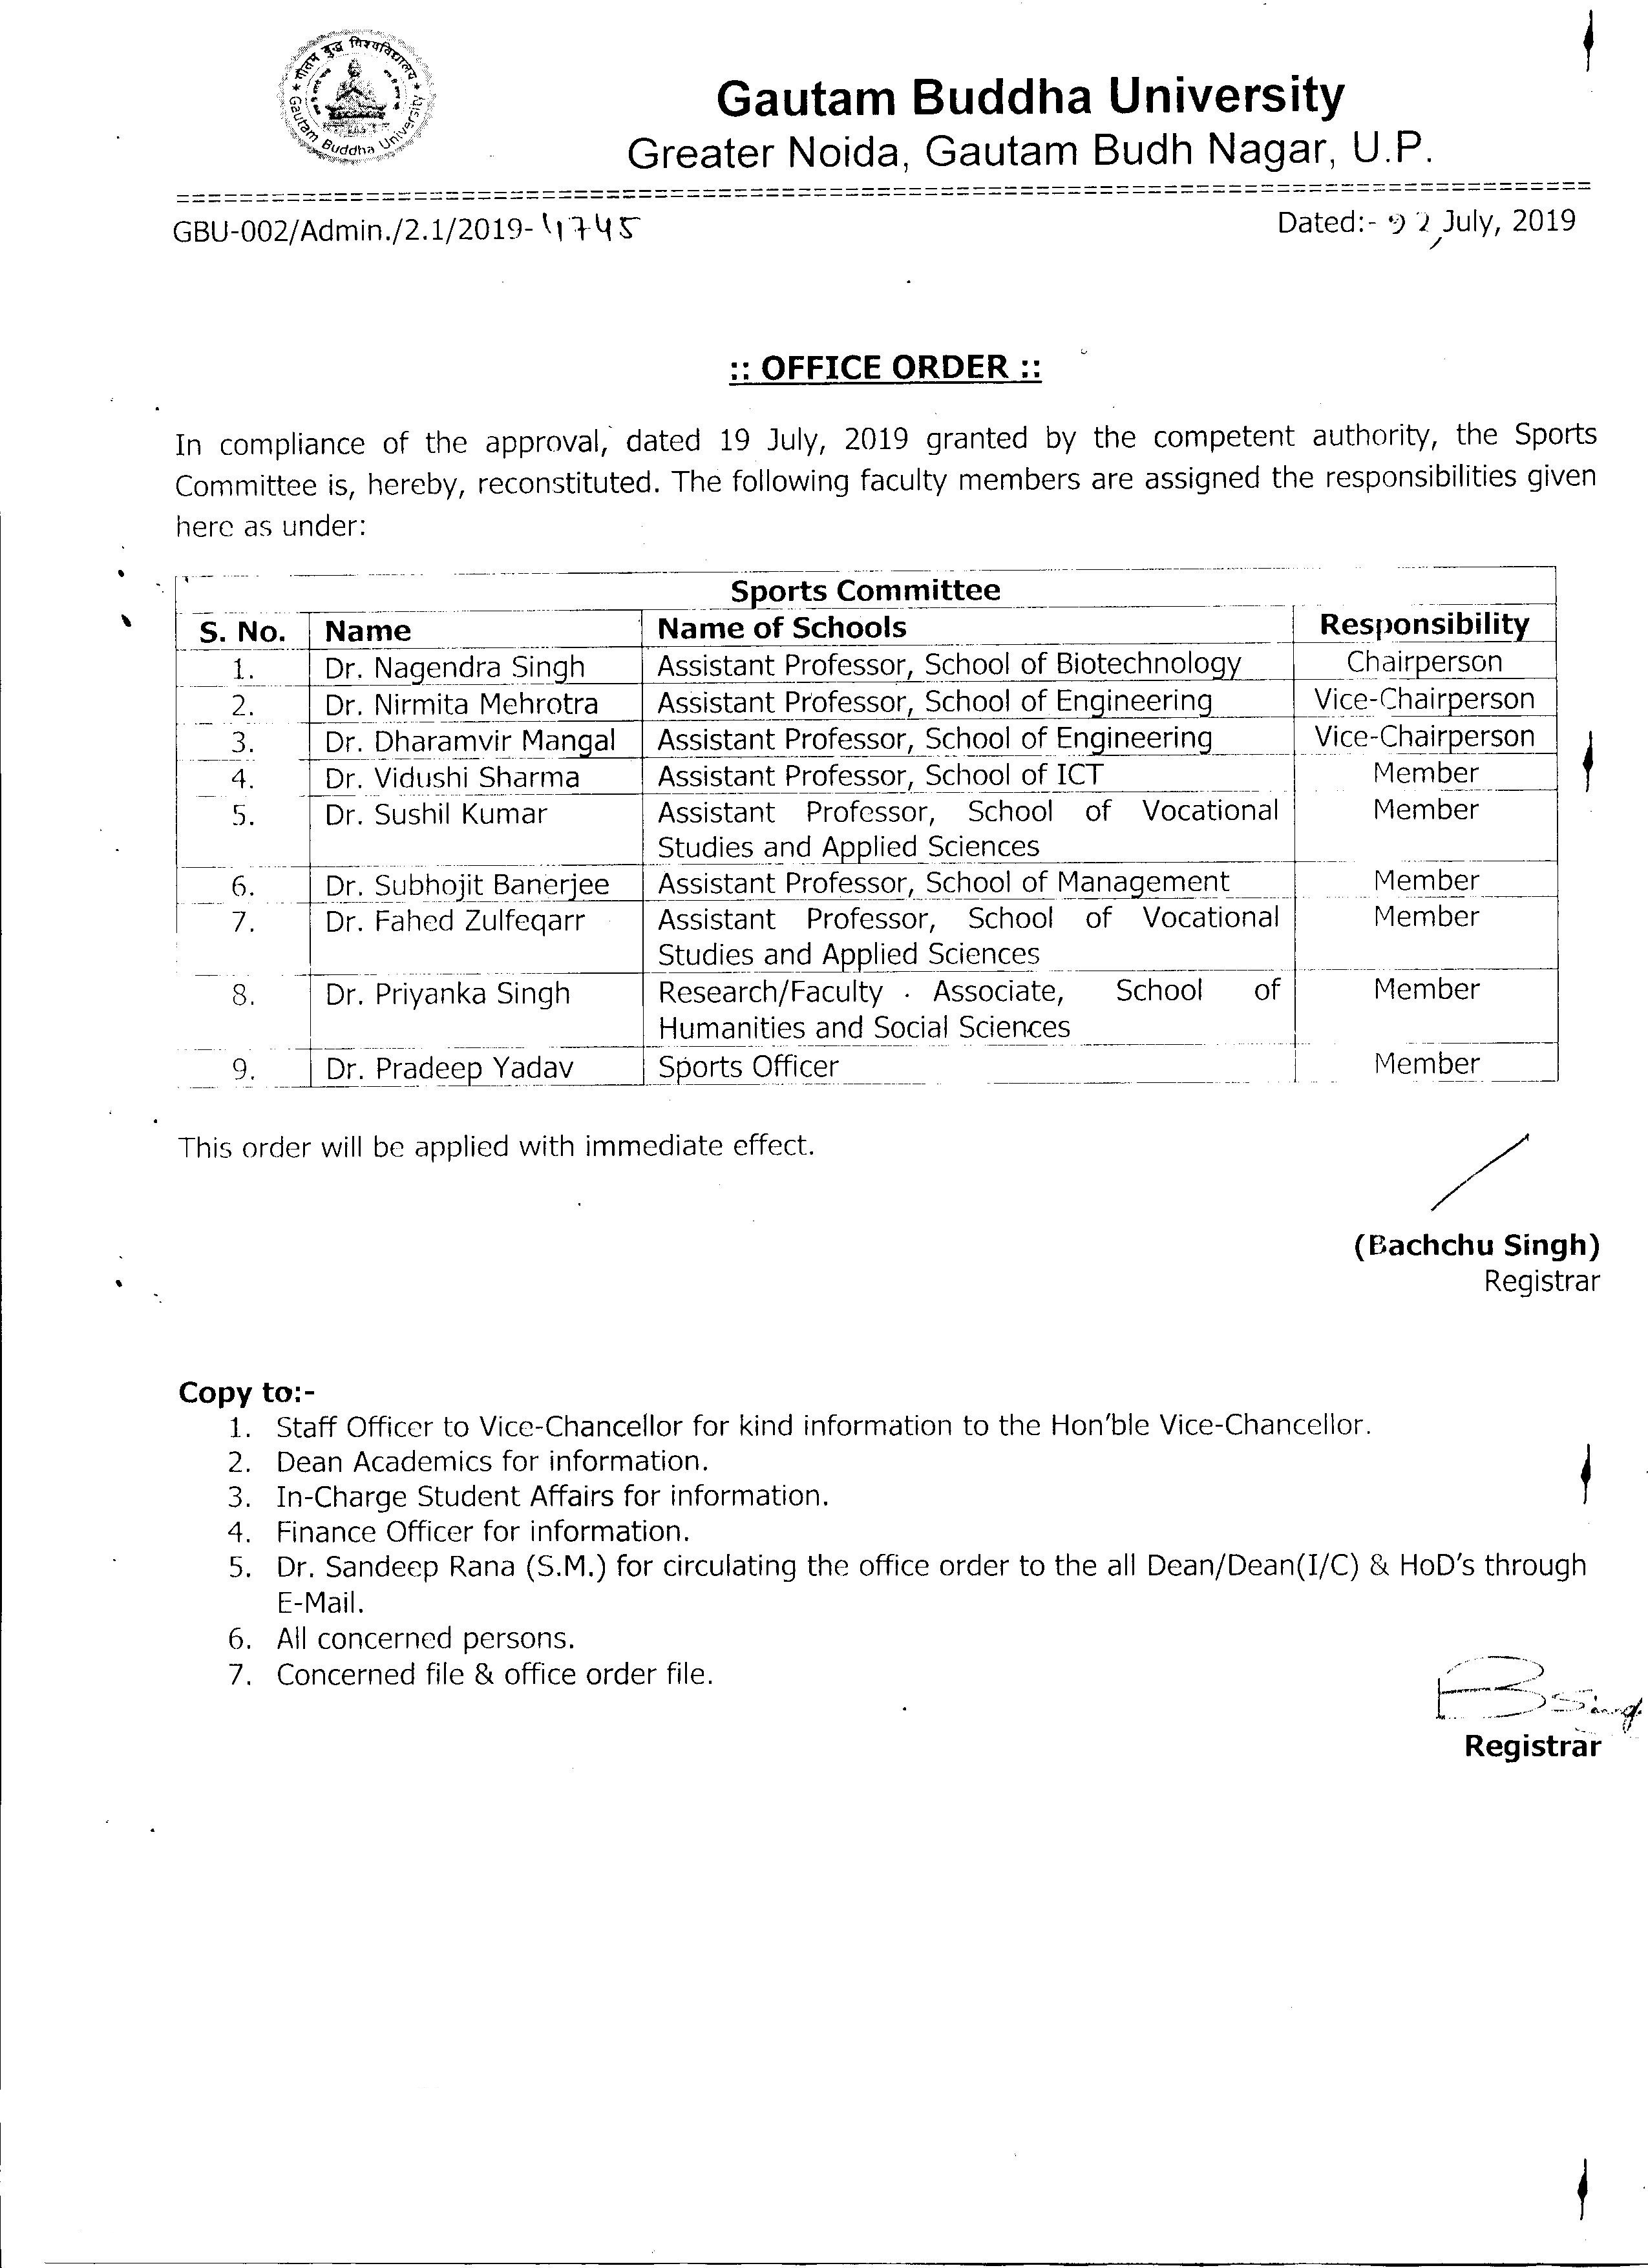 गौतम बुद्ध विश्वविद्यालय
Gautam Buddha University
Gautam Buddha University
Greater Noida, Gautam Budh Nagar, U.P.
GBU-002/Admin./2.1/2019-
Dated:- July, 2019
:: OFFICE ORDER ::
In compliance of the approval, dated 19 July, 2019 granted by the competent authority, the Sports
Committee is, hereby, reconstituted. The following faculty members are assigned the responsibilities given
here as under:
Sports Committee
S. No. Name Name of Schools Responsibility
1. Dr. Nagendra Singh Assistant Professor, School of Biotechnology Chairperson
2. Dr. Nirmita Mehrotra Assistant Professor, School of Engineering Vice-Chairperson
3. Dr. Dharamvir Mangal Assistant Professor, School of Engineering Vice-Chairperson
4. Dr. Vidushi Sharma Assistant Professor, School of ICT Member
5. Dr. Sushil Kumar Assistant Professor, School of Vocational Member
Studies and Applied Sciences
6. Dr. Subhojit Banerjee Assistant Professor, School of Management Member
7. Dr. Fahed Zulfeqarr Assistant Professor, School of Vocational Member
Studies and Applied Sciences
8. Dr. Priyanka Singh Research/Faculty Associate, School of Member
Humanities and Social Sciences
9. Dr. Pradeep Yadav Sports Officer Member
This order will be applied with immediate effect.
(Bachchu Singh)
Registrar
Copy to:-
1. Staff Officer to Vice-Chancellor for kind information to the Hon'ble Vice-Chancellor.
2. Dean Academics for information.
3. In-Charge Student Affairs for information.
4. Finance Officer for information.
5. Dr. Sandeep Rana (S.M.) for circulating the office order to the all Dean/Dean(I/C) & HoD's through
E-Mail.
6. All concerned persons.
7. Concerned file & office order file.
BSingh
Registrar